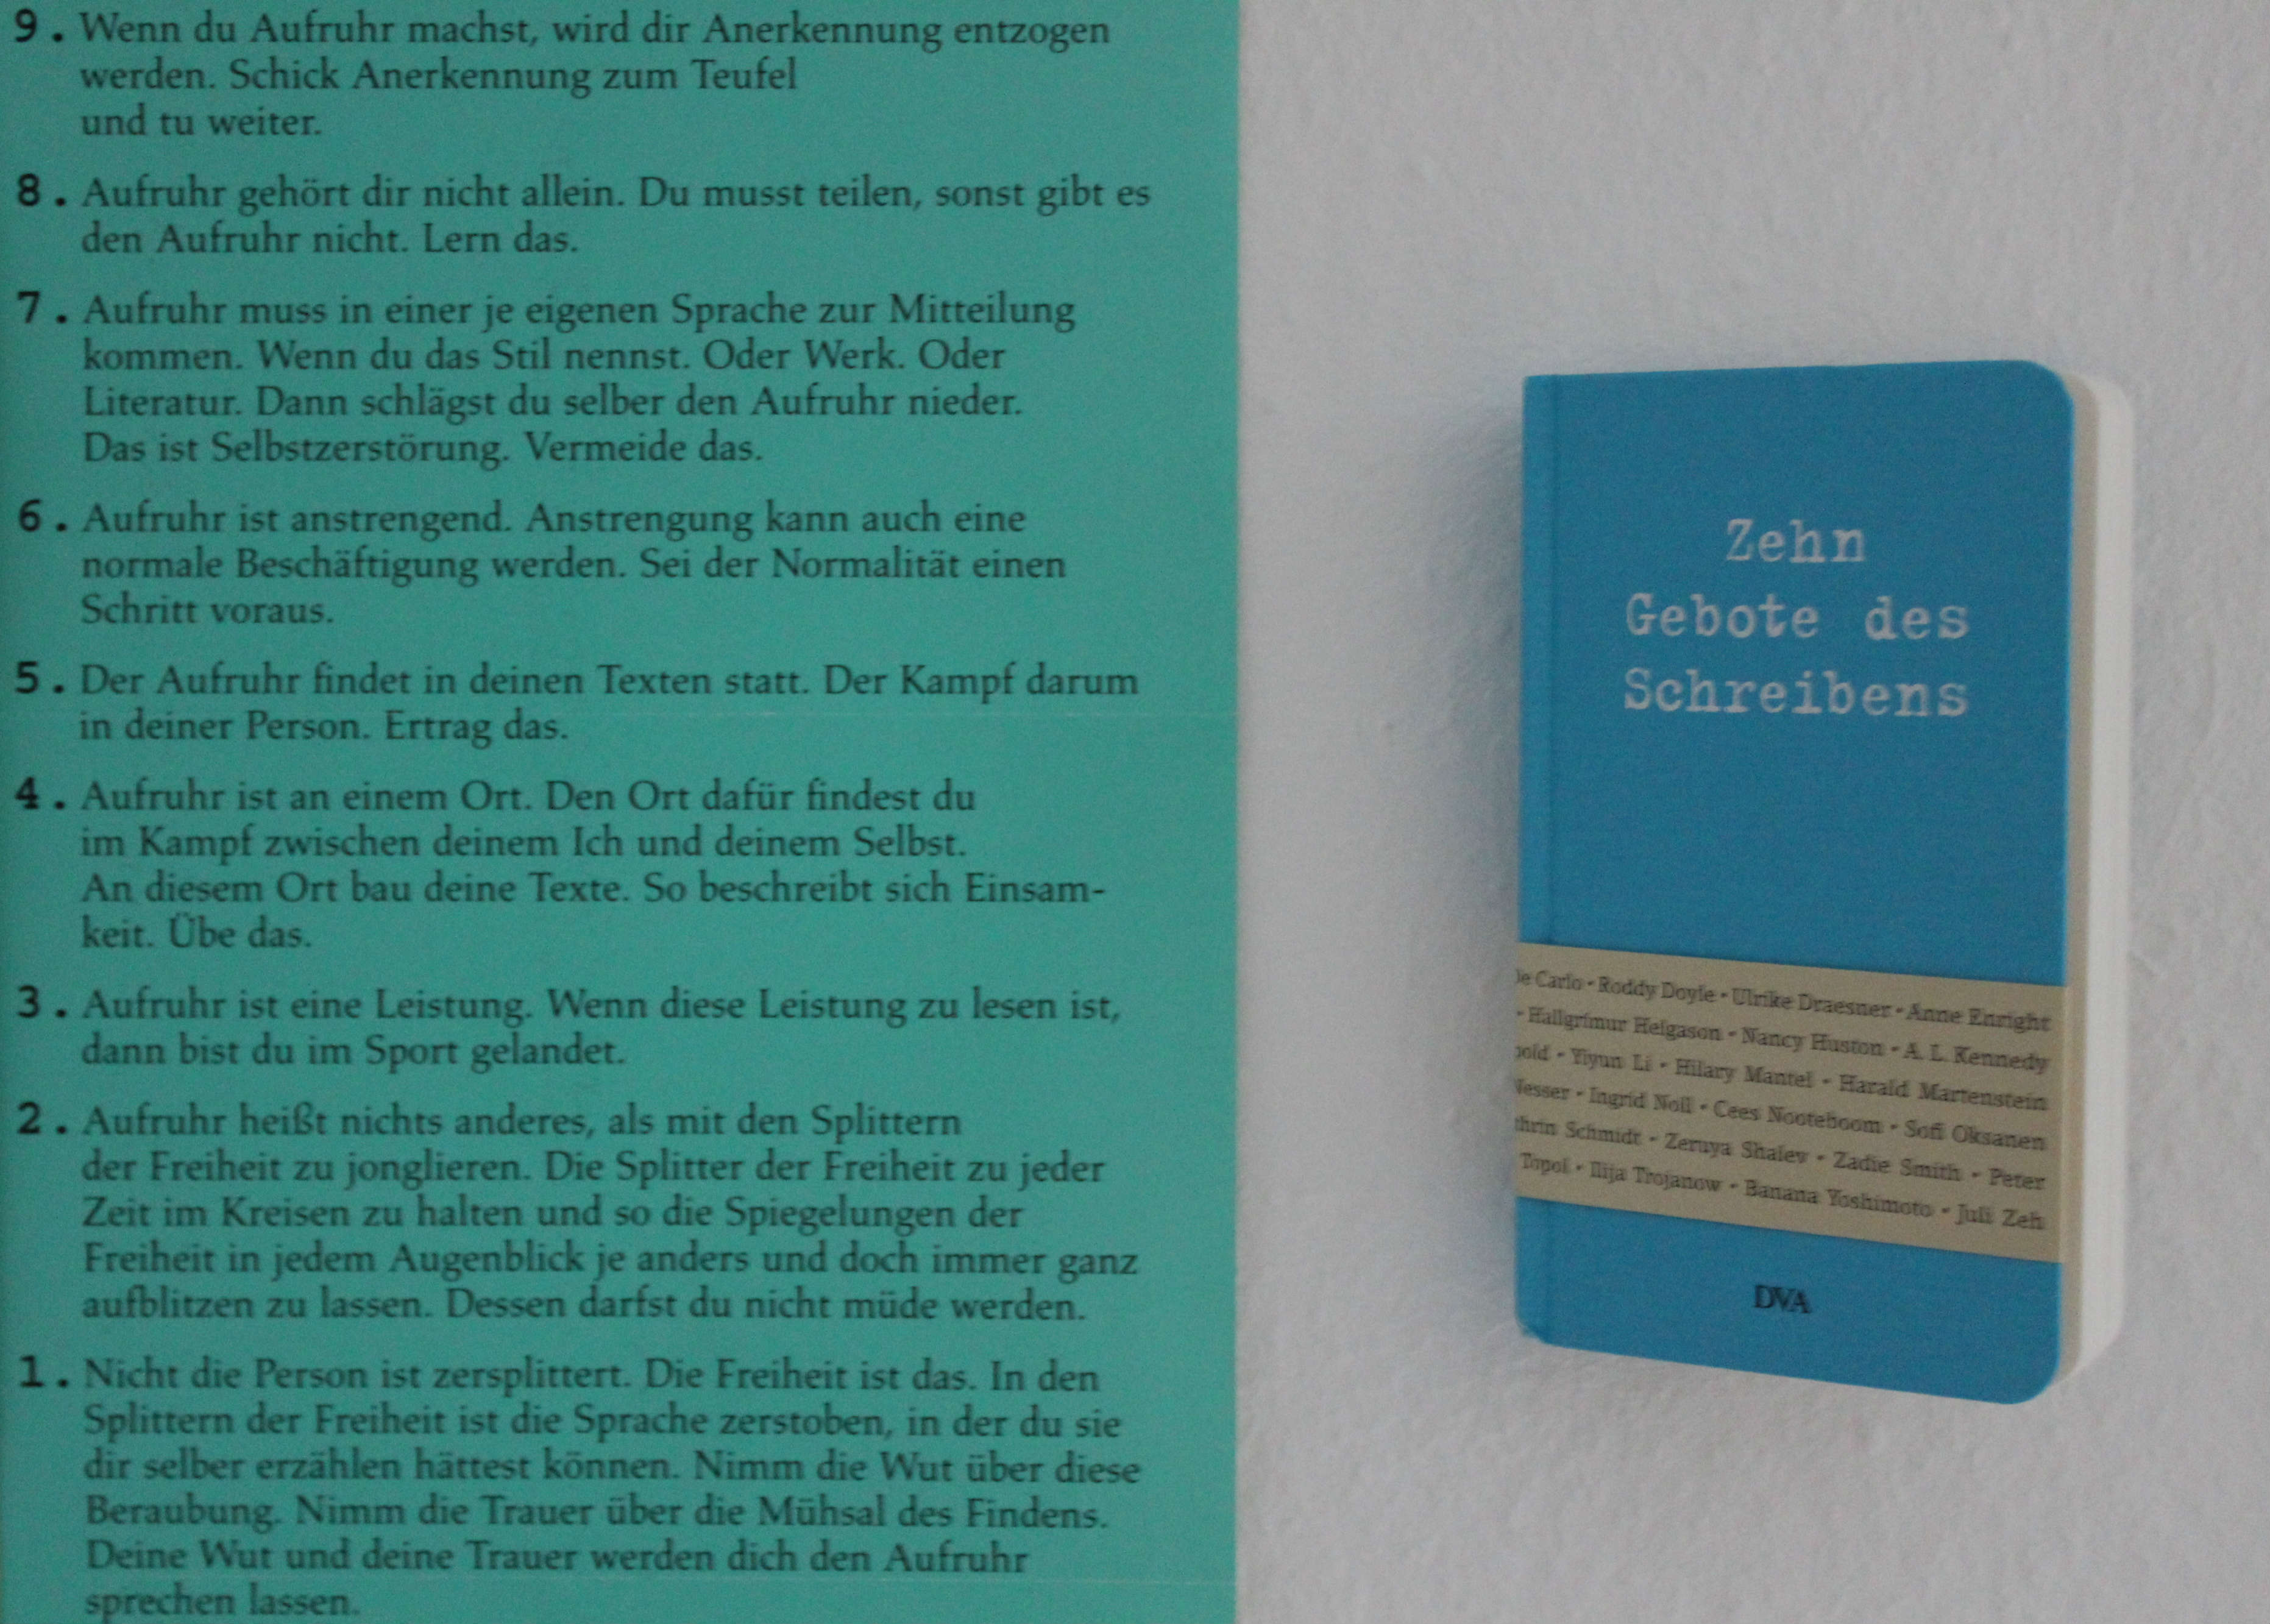 9. Wenn du Aufruhr machst, wird dir Anerkennung entzogen
werden. Schick Anerkennung zum Teufel
und tu weiter.
8. Aufruhr gehört dir nicht allein. Du musst teilen, sonst gibt es
den Aufruhr nicht. Lern das.
7. Aufruhr muss in einer je eigenen Sprache zur Mitteilung
kommen. Wenn du das Stil nennst. Oder Werk. Oder
Literatur. Dann schlägst du selber den Aufruhr nieder.
Das ist Selbstzerstörung. Vermeide das.
6. Aufruhr ist anstrengend. Anstrengung kann auch eine
normale Beschäftigung werden. Sei der Normalität einen
Schritt voraus.
5. Der Aufruhr findet in deinen Texten statt. Der Kampf darum
in deiner Person. Ertrag das.
4. Aufruhr ist an einem Ort. Den Ort dafür findest du
im Kampf zwischen deinem Ich und deinem Selbst.
An diesem Ort bau deine Texte. So beschreibt sich Einsam-
keit. Übe das.
3. Aufruhr ist eine Leistung. Wenn diese Leistung zu lesen ist,
dann bist du im Sport gelandet.
2. Aufruhr heißt nichts anderes, als mit den Splittern
der Freiheit zu jonglieren. Die Splitter der Freiheit zu jeder
Zeit im Kreisen zu halten und so die Spiegelungen der
Freiheit in jedem Augenblick je anders und doch immer ganz
aufblitzen zu lassen. Dessen darfst du nicht müde werden.
1. Nicht die Person ist zersplittert. Die Freiheit ist das. In den
Splittern der Freiheit ist die Sprache zerstoben, in der du sie
dir selber erzählen hättest können. Nimm die Wut über diese
Beraubung. Nimm die Trauer über die Mühsal des Findens.
Deine Wut und deine Trauer werden dich den Aufruhr
sprechen lassen.
Zehn
Gebote des
Schreibens
Carlo · Roddy Doyle · Ulrike Draesner · Anne Enright
· Hallgrímur Helgason · Nancy Huston · A. L. Kennedy
· Yiyun Li · Hilary Mantel · Harald Martenstein
Nesser · Ingrid Noll · Cees Nooteboom · Sofi Oksanen
Schmidt · Zeruya Shalev · Zadie Smith · Peter
Topol · Ilija Trojanow · Banana Yoshimoto · Juli Zeh
DVA